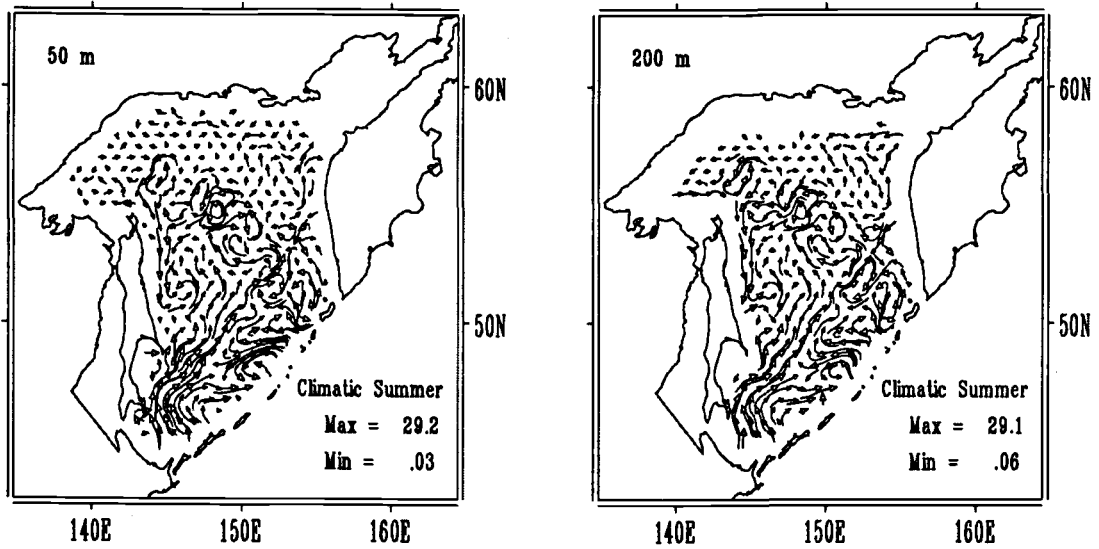 50 m
60N
50N
Climatic Summer
Max = 29.2
Min = .03
140E 150E 160E
200 m
60N
50N
Climatic Summer
Max = 29.1
Min = .06
140E 150E 160E